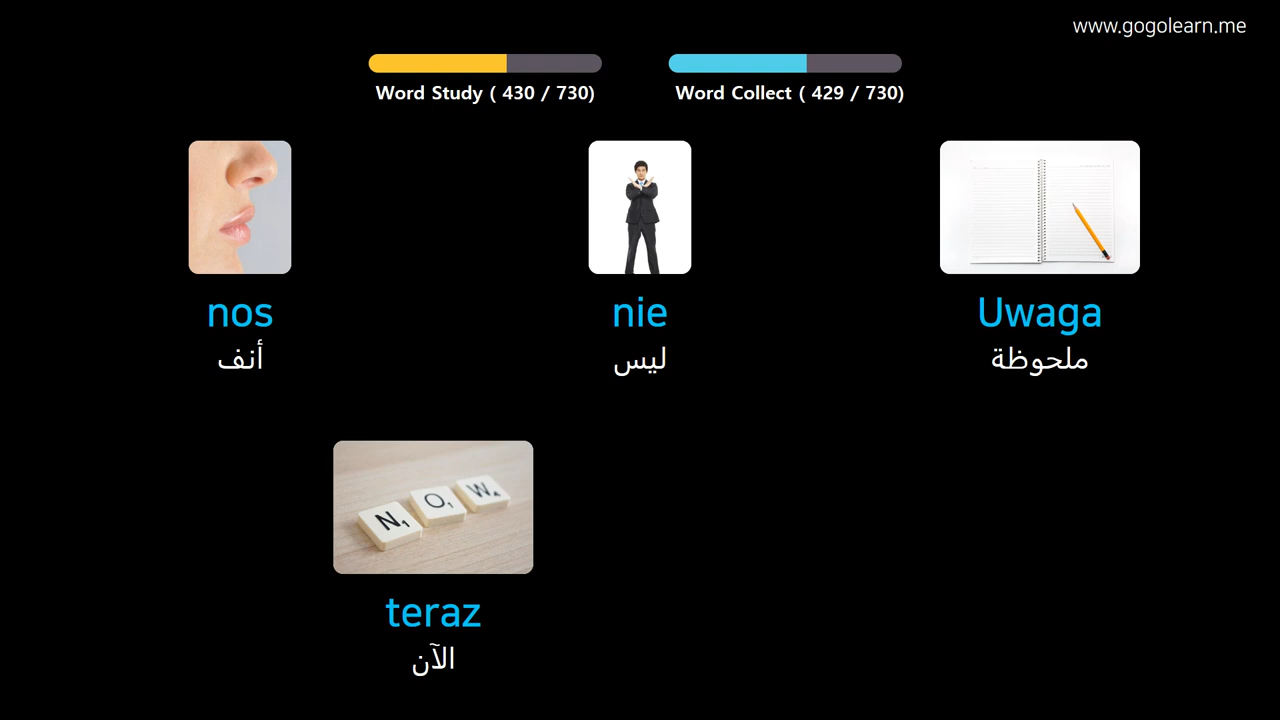 www.gogolearn.me
Word Study ( 430 / 730)
Word Collect ( 429 / 730)
nos
أنف
nie
ليس
Uwaga
ملحوظة
NOW
teraz
الآن